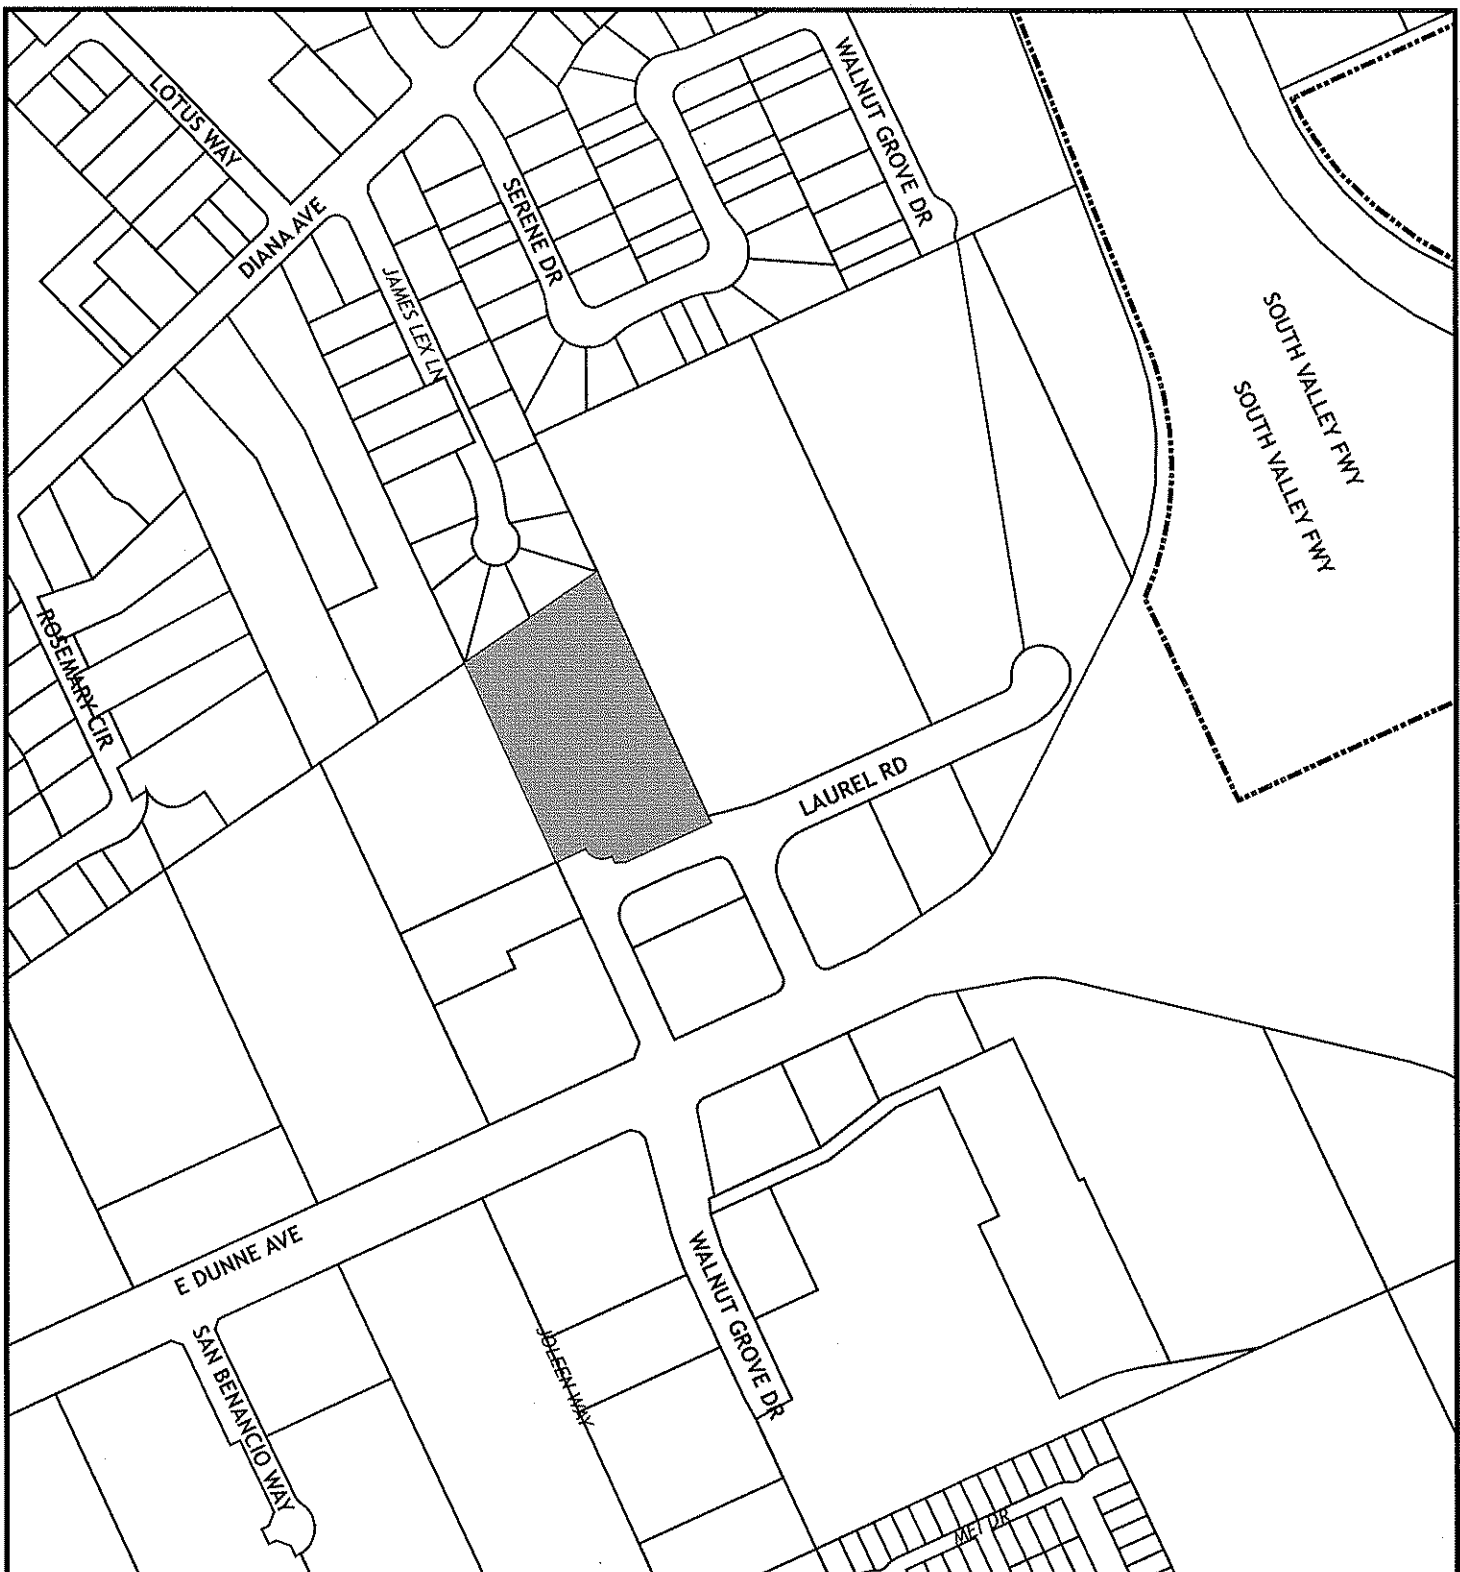 LOTUS WAY
WALNUT GROVE DR
DIANA AVE
SERENE DR
JAMES LEX LN
SOUTH VALLEY FWY
SOUTH VALLEY FWY
ROSEMARY CIR
LAUREL RD
E DUNNE AVE
WALNUT GROVE DR
SAN BENANCIO WAY
JOLEEN WAY
MEI DR